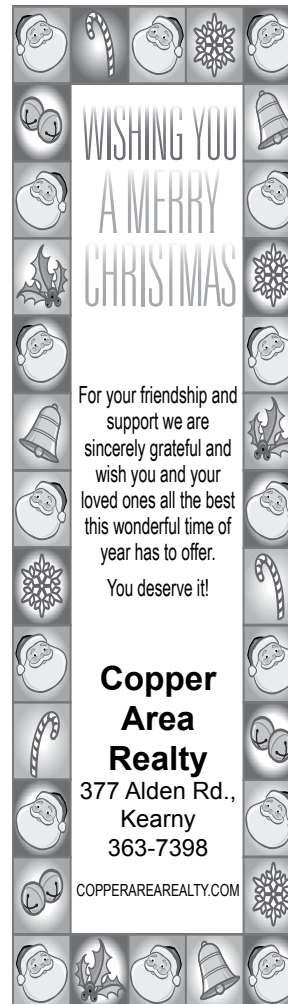 WISHING YOU
A MERRY
CHRISTMAS
For your friendship and
support we are
sincerely grateful and
wish you and your
loved ones all the best
this wonderful time of
year has to offer.
You deserve it!
Copper
Area
Realty
377 Alden Rd.,
Kearny
363-7398
COPPERAREAREALTY.COM